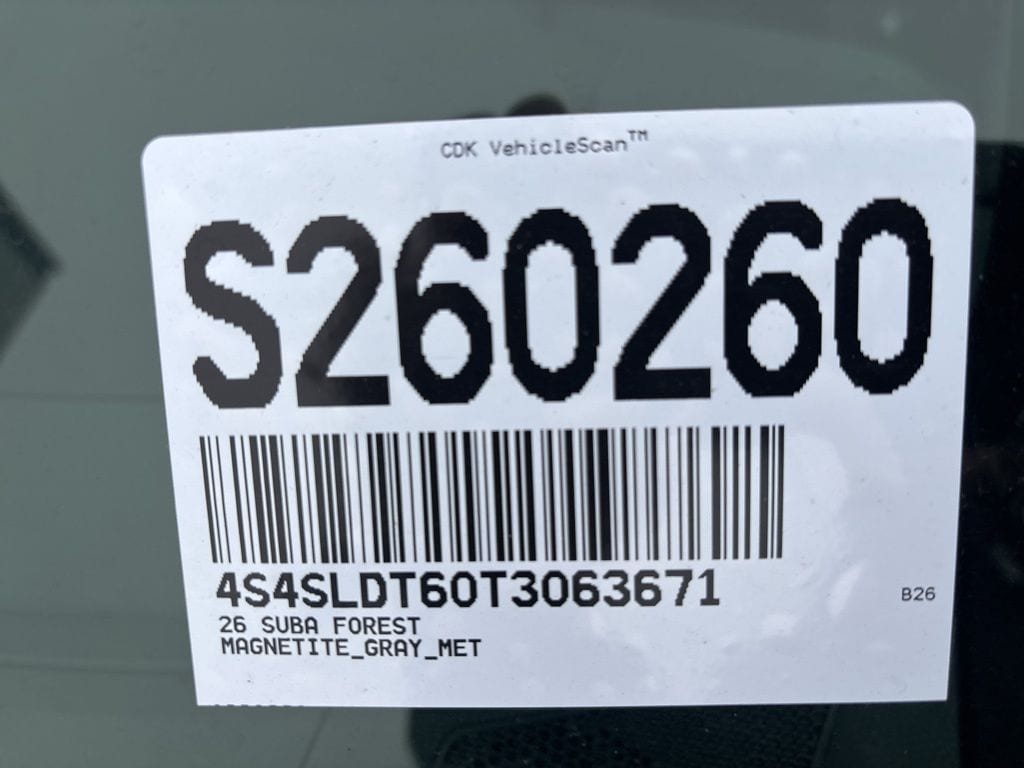 CDK VehicleScan™
S260260
4S4SLDT60T3063671
B26
26 SUBA FOREST
MAGNETITE_GRAY_MET